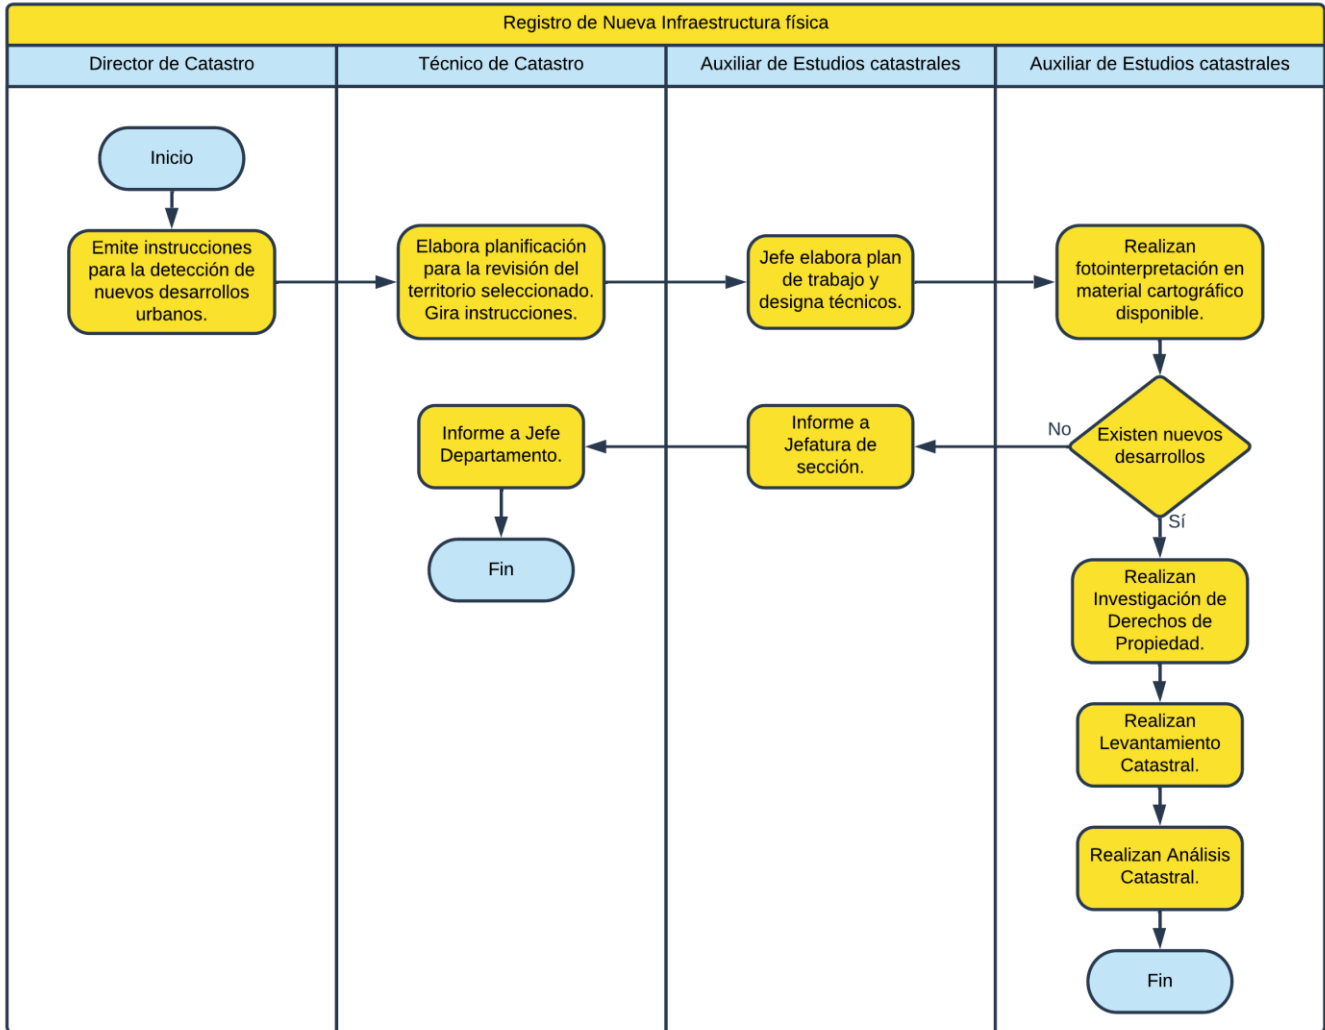 Registro de Nueva Infraestructura física
Director de Catastro
Técnico de Catastro
Auxiliar de Estudios catastrales
Auxiliar de Estudios catastrales
Inicio
Emite instrucciones
para la detección de
nuevos desarrollos
urbanos.
Elabora planificación
para la revisión del
territorio seleccionado.
Gira instrucciones.
Jefe elabora plan
de trabajo y
designa técnicos.
Realizan
fotointerpretación en
material cartográfico
disponible.
Existen nuevos
desarrollos
No
Informe a
Jefatura de
sección.
Informe a Jefe
Departamento.
Fin
Sí
Realizan
Investigación de
Derechos de
Propiedad.
Realizan
Levantamiento
Catastral.
Realizan Análisis
Catastral.
Fin